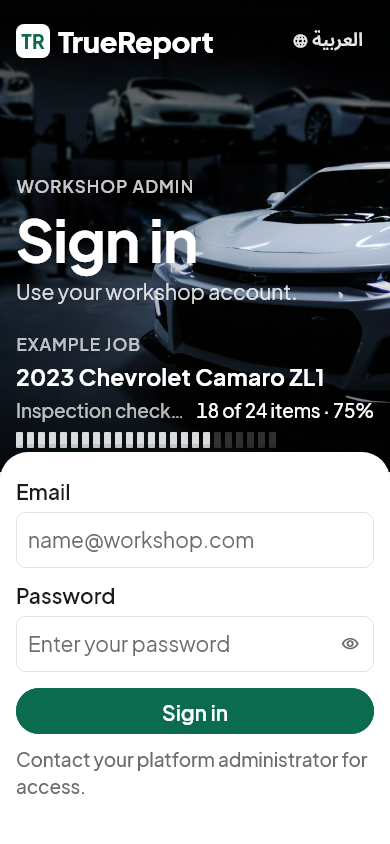 TR TrueReport
العربية
WORKSHOP ADMIN
Sign in
Use your workshop account.
EXAMPLE JOB
2023 Chevrolet Camaro ZL1
Inspection check… 18 of 24 items · 75%
Email
name@workshop.com
Password
Enter your password
Sign in
Contact your platform administrator for
access.